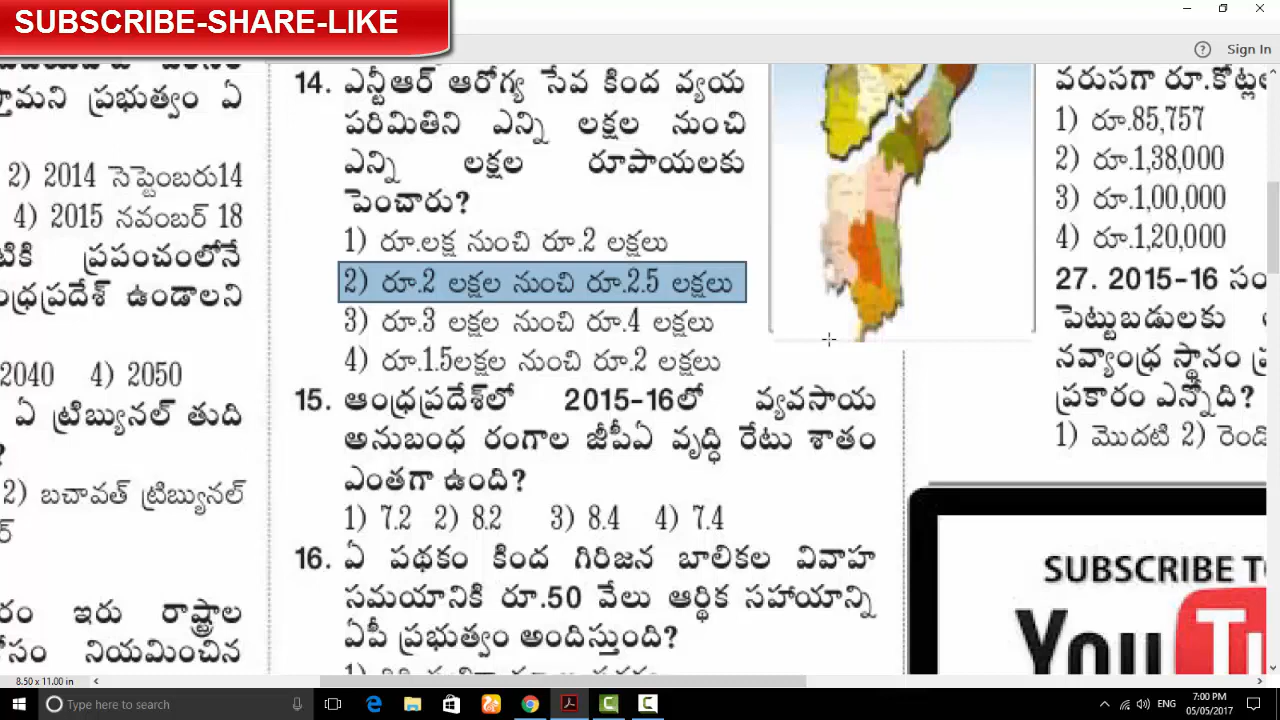 SUBSCRIBE-SHARE-LIKE
Sign In
్రామని ప్రభుత్వం ఏ
2) 2014 సెప్టెంబరు14
4) 2015 నవంబర్ 18
టికి ప్రపంచంలోనే
ంధ్రప్రదేశ్ ఉండాలని
2040 4) 2050
ఏ ట్రిబ్యునల్ తుది
?
2) బచావత్ ట్రిబ్యునల్
ఇరు రాష్ట్రాల
కోసం నియమించిన
14. ఎన్టీఆర్ ఆరోగ్య సేవ కింద వ్యయ
పరిమితిని ఎన్ని లక్షల నుంచి
ఎన్ని లక్షల రూపాయలకు
పెంచారు?
1) రూ.లక్ష నుంచి రూ.2 లక్షలు
2) రూ.2 లక్షల నుంచి రూ.2.5 లక్షలు
3) రూ.3 లక్షల నుంచి రూ.4 లక్షలు
4) రూ.1.5లక్షల నుంచి రూ.2 లక్షలు
15. ఆంధ్రప్రదేశ్‌లో 2015-16లో వ్యవసాయ
అనుబంధ రంగాల జీపీఏ వృద్ధి రేటు శాతం
ఎంతగా ఉంది?
1) 7.2 2) 8.2 3) 8.4 4) 7.4
16. ఏ పథకం కింద గిరిజన బాలికల వివాహ
సమయానికి రూ.50 వేలు ఆర్థిక సహాయాన్ని
ఏపీ ప్రభుత్వం అందిస్తుంది?
వరుసగా రూ.కోట్ల
1) రూ.85,757
2) రూ.1,38,000
3) రూ.1,00,000
4) రూ.1,20,000
27. 2015-16 సం
పెట్టుబడులకు
నవ్యాంధ్ర స్థానం
ప్రకారం ఎన్నోది?
1) మొదటి 2) రెండ
SUBSCRIBE TO
You Tu
8.50 x 11.00 in
Type here to search
ENG
7:00 PM
05/05/2017